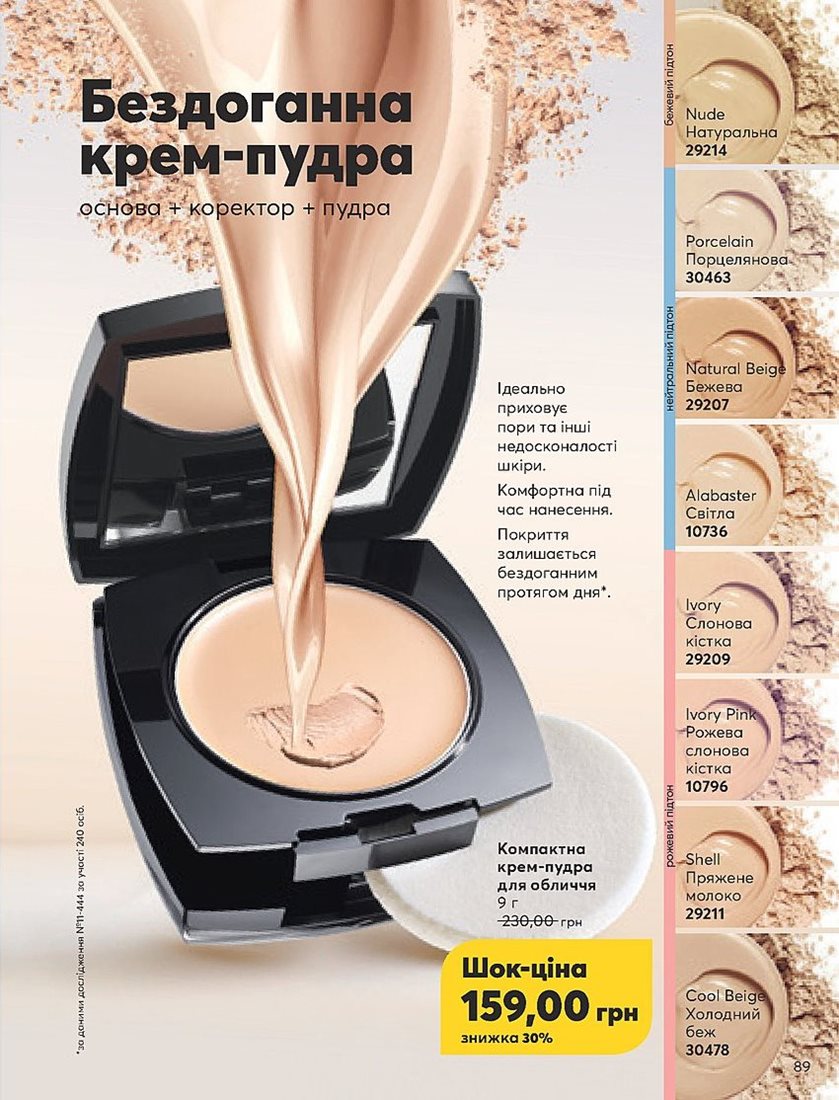 Бездоганна
крем-пудра
основа + коректор + пудра
Ідеально
приховує
пори та інші
недосконалості
шкіри.
Комфортна під
час нанесення.
Покриття
залишається
бездоганним
протягом дня*.
Компактна
крем-пудра
для обличчя
9 г
230,00 грн
Шок-ціна
159,00 грн
знижка 30%
*за даними дослідження №11-444 за участі 240 осіб.
бежевий підтон
Nude
Натуральна
29214
нейтральний підтон
Porcelain
Порцелянова
30463
Natural Beige
Бежева
29207
Alabaster
Світла
10736
рожевий підтон
Ivory
Слонова
кістка
29209
Ivory Pink
Рожева
слонова
кістка
10796
Shell
Пряжене
молоко
29211
Cool Beige
Холодний
беж
30478
89